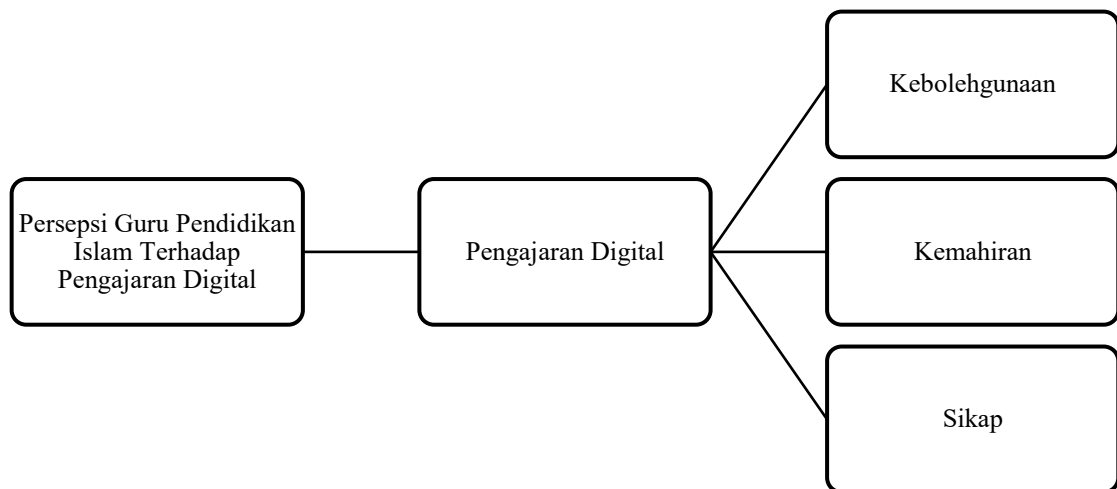 Persepsi Guru Pendidikan
Islam Terhadap
Pengajaran Digital
Pengajaran Digital
Kebolehgunaan
Kemahiran
Sikap